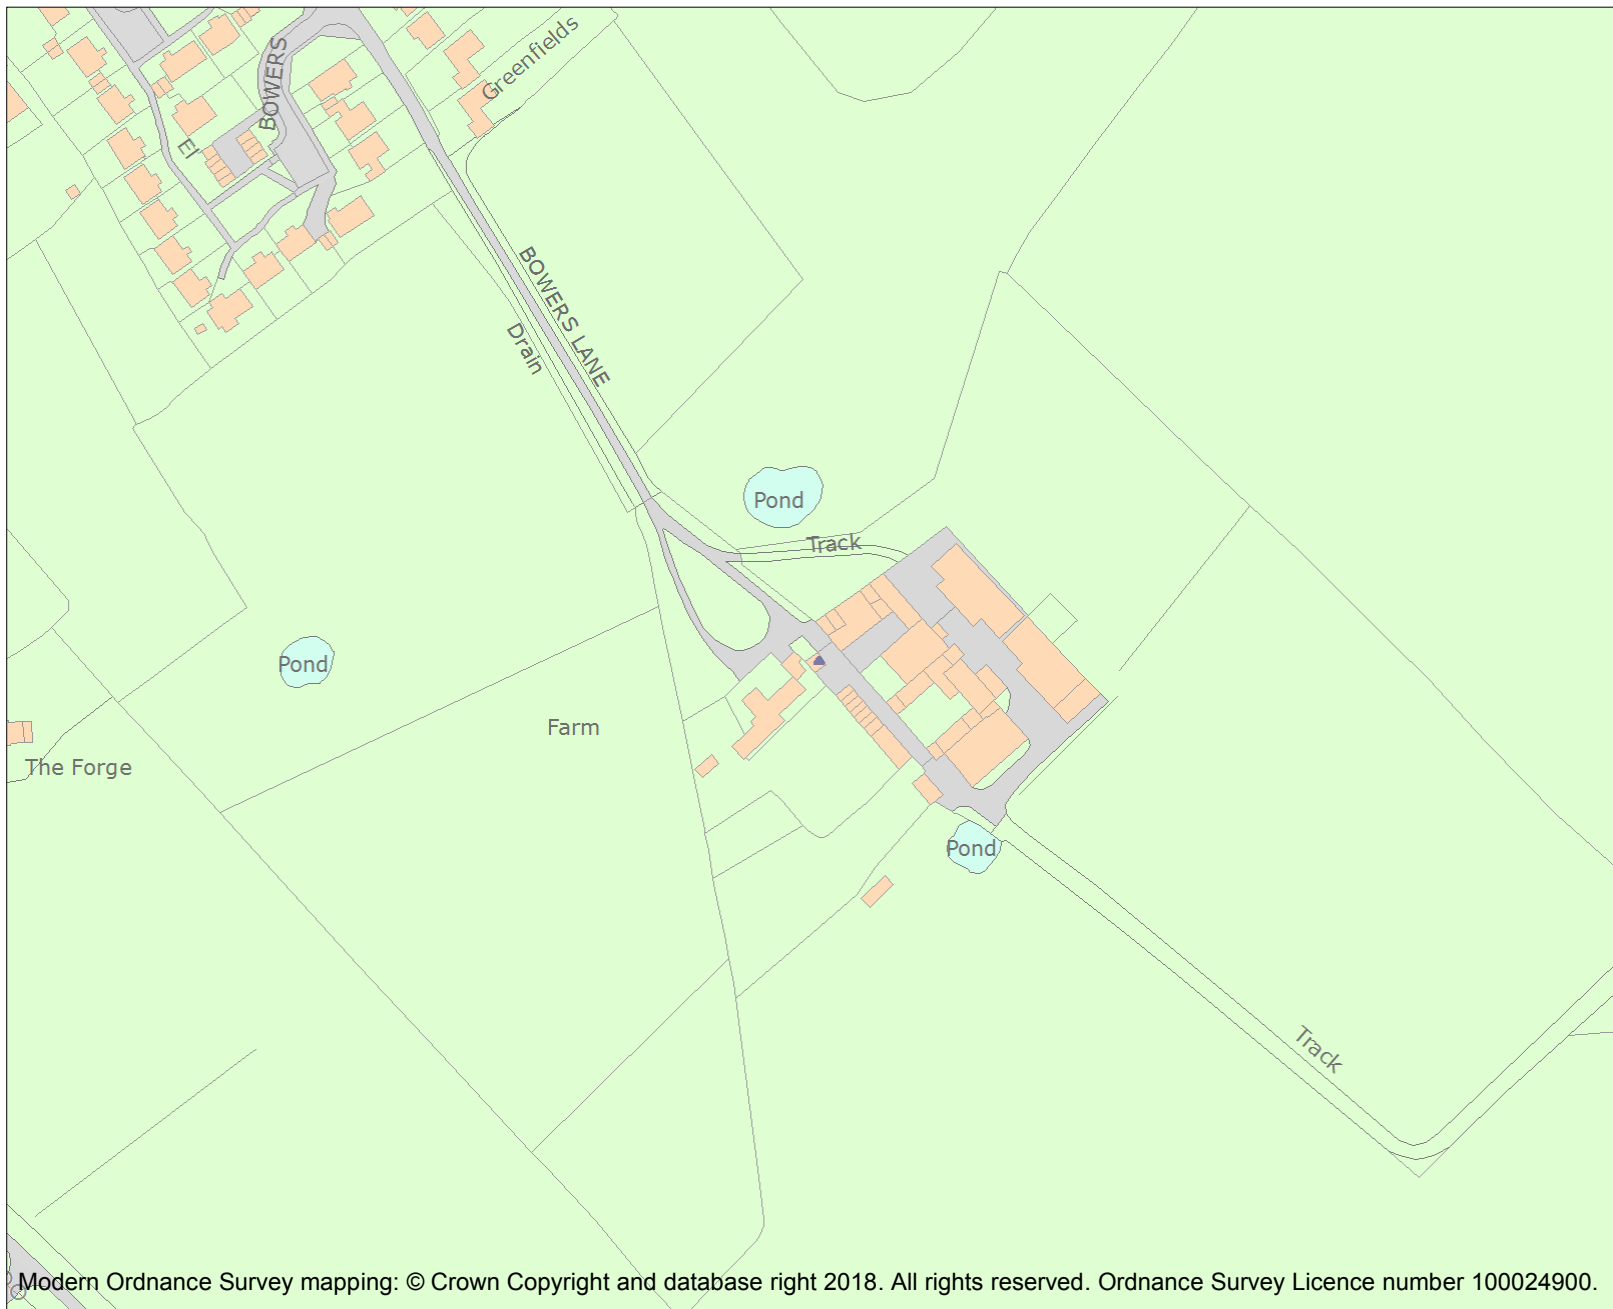 Greenfields
BOWERS
El
BOWERS LANE
Drain
Pond
Track
Pond
Farm
The Forge
Pond
Track
Modern Ordnance Survey mapping: © Crown Copyright and database right 2018. All rights reserved. Ordnance Survey Licence number 100024900.